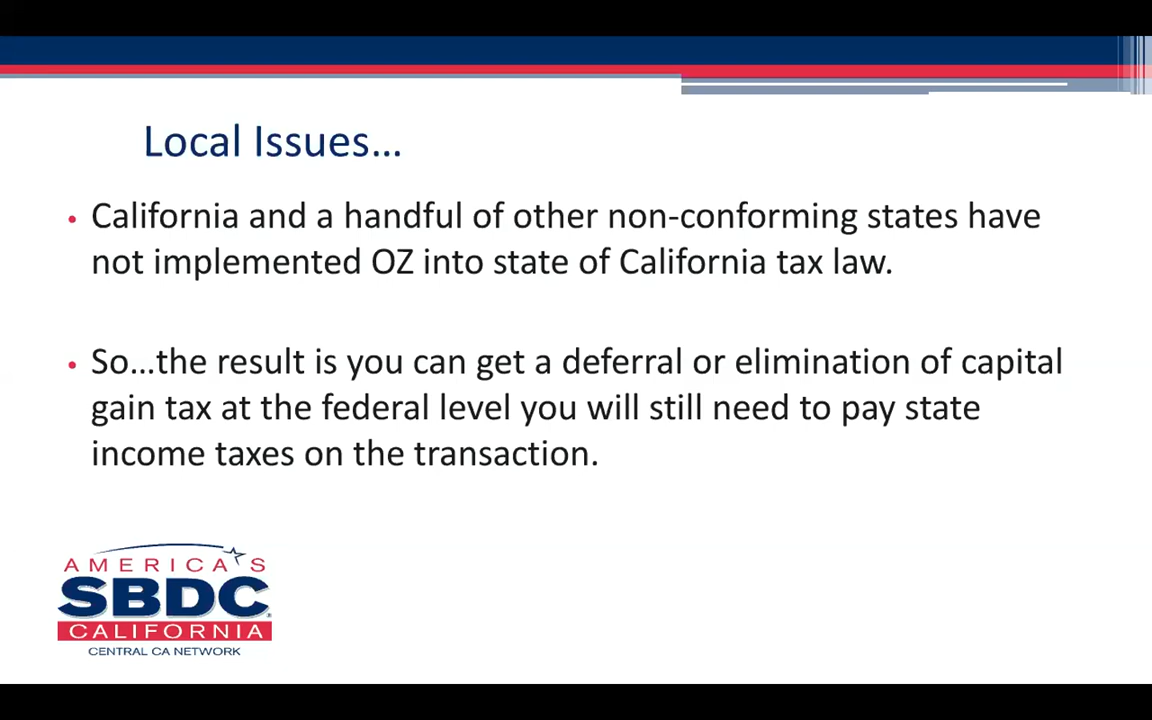 Local Issues…
• California and a handful of other non-conforming states have
not implemented OZ into state of California tax law.
• So…the result is you can get a deferral or elimination of capital
gain tax at the federal level you will still need to pay state
income taxes on the transaction.
AMERICA'S
SBDC
CALIFORNIA
CENTRAL CA NETWORK